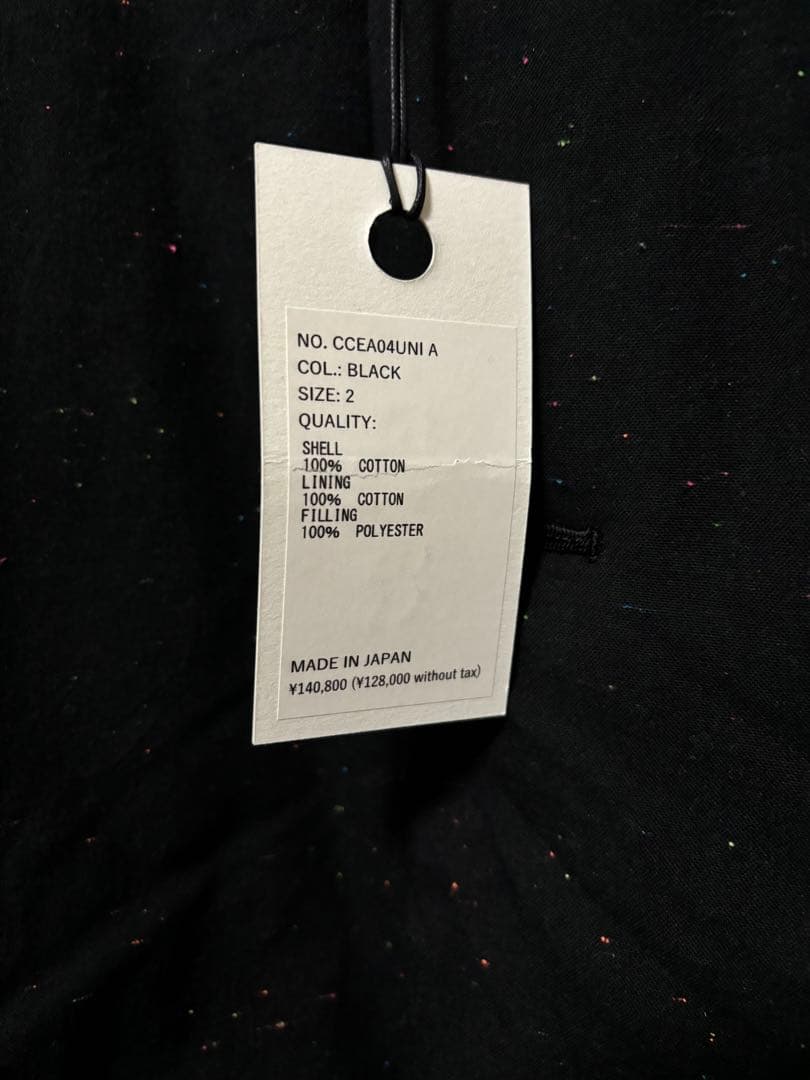 NO. CCEA04UNI A
COL.: BLACK
SIZE: 2
QUALITY:
SHELL
100% COTTON
LINING
100% COTTON
FILLING
100% POLYESTER
MADE IN JAPAN
¥140,800 (¥128,000 without tax)